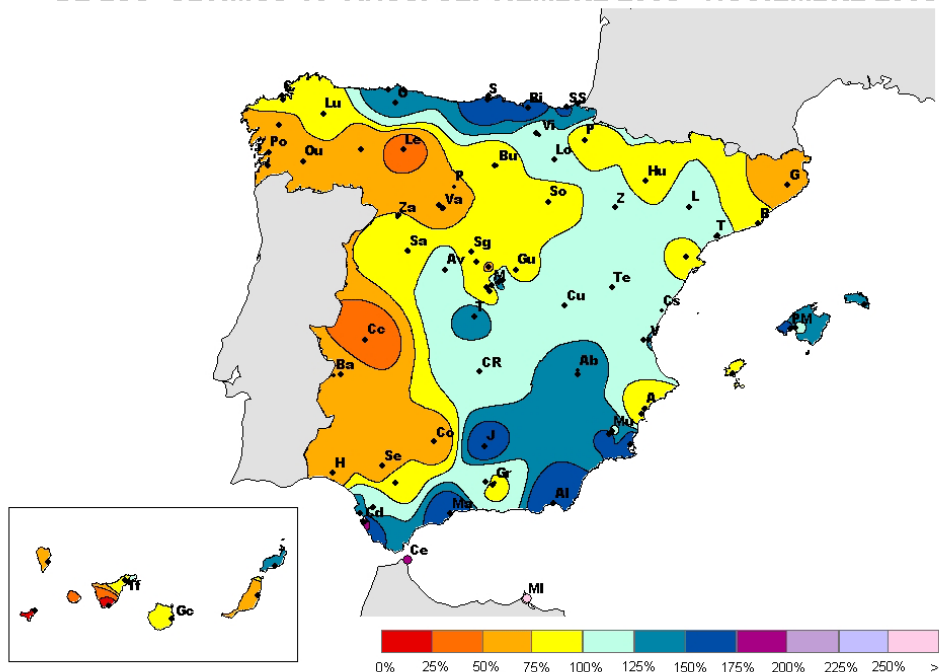 Lu
O
S
Bi
SS
Vi
P
Po
Ou
Le
Bu
Lo
Hu
G
P
Va
So
Z
L
B
Za
T
Sa
Sg
Av
Gu
M
Te
T
Cu
Cs
PM
Cc
V
CR
Ab
Ba
A
Co
J
Mu
H
Se
Gr
Al
Ma
Cd
Ce
Ml
Tf
Gc
0% 25% 50% 75% 100% 125% 150% 175% 200% 225% 250% >